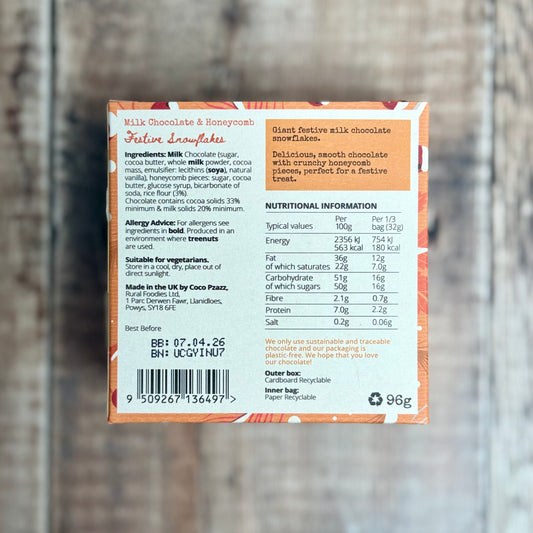 Milk Chocolate & Honeycomb
Festive Snowflakes
Ingredients: Milk Chocolate (sugar,
cocoa butter, whole milk powder, cocoa
mass, emulsifier: lecithins (soya), natural
vanilla), honeycomb pieces: sugar, cocoa
butter, glucose syrup, bicarbonate of
soda, rice flour (3%).
Chocolate contains cocoa solids 33%
minimum & milk solids 20% minimum.
Allergy Advice: For allergens see
ingredients in bold. Produced in an
environment where treenuts
are used.
Suitable for vegetarians.
Store in a cool, dry, place out of
direct sunlight.
Made in the UK by Coco Pzazz,
Rural Foodies Ltd,
1 Parc Derwen Fawr, Llanidloes,
Powys, SY18 6FE
Best Before
BB: 07.04.26
BN: UCGYINU7
9 509267 136497 >
Giant festive milk chocolate
snowflakes.
Delicious, smooth chocolate
with crunchy honeycomb
pieces, perfect for a festive
treat.
NUTRITIONAL INFORMATION
Typical values Per 100g Per 1/3 bag (32g)
Energy 2356 kJ 754 kJ
563 kcal 180 kcal
Fat 36g 12g
of which saturates 22g 7.0g
Carbohydrate 51g 16g
of which sugars 50g 16g
Fibre 2.1g 0.7g
Protein 7.0g 2.2g
Salt 0.2g 0.06g
We only use sustainable and traceable
chocolate and our packaging is
plastic-free. We hope that you love
our chocolate!
Outer box:
Cardboard Recyclable
Inner bag:
Paper Recyclable
96g